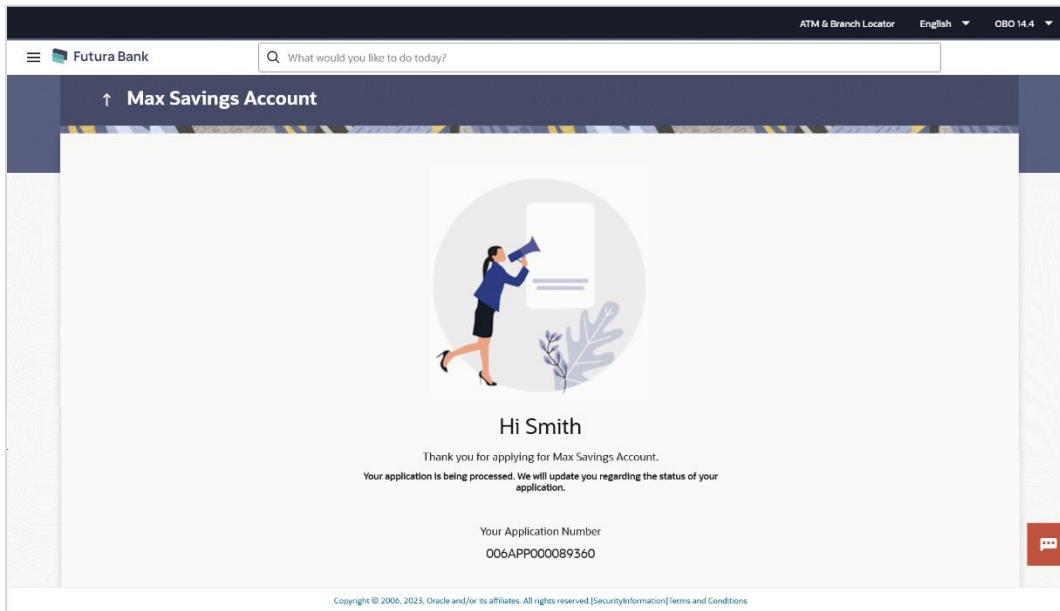 ATM & Branch Locator English OBO 14.4
Futura Bank What would you like to do today?
Max Savings Account
Hi Smith
Thank you for applying for Max Savings Account.
Your application is being processed. We will update you regarding the status of your
application.
Your Application Number
006APP000089360
Copyright © 2006, 2023, Oracle and/or its affiliates. All rights reserved.|SecurityInformation|Terms and Conditions